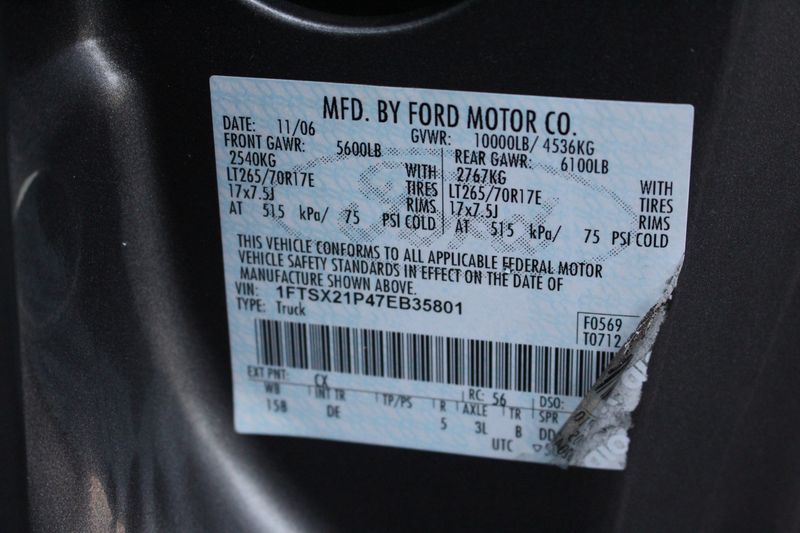 MFD. BY FORD MOTOR CO.
DATE: 11/06 GVWR: 10000LB/ 4536KG
FRONT GAWR: 5600LB REAR GAWR: 6100LB
2540KG WITH 2767KG WITH
LT265/70R17E TIRES LT265/70R17E TIRES
17x7.5J RIMS 17x7.5J RIMS
AT 515 kPa/ 75 PSI COLD AT 515 kPa/ 75 PSI COLD
Ford
THIS VEHICLE CONFORMS TO ALL APPLICABLE FEDERAL MOTOR
VEHICLE SAFETY STANDARDS IN EFFECT ON THE DATE OF
MANUFACTURE SHOWN ABOVE.
VIN: 1FTSX21P47EB35801
TYPE: Truck
F0569
T0712
EXT PNT: CX RC: 56 DSO:
WB INT TR TP/PS R AXLE TR SPR
158 DE 5 3L B DD
UTC